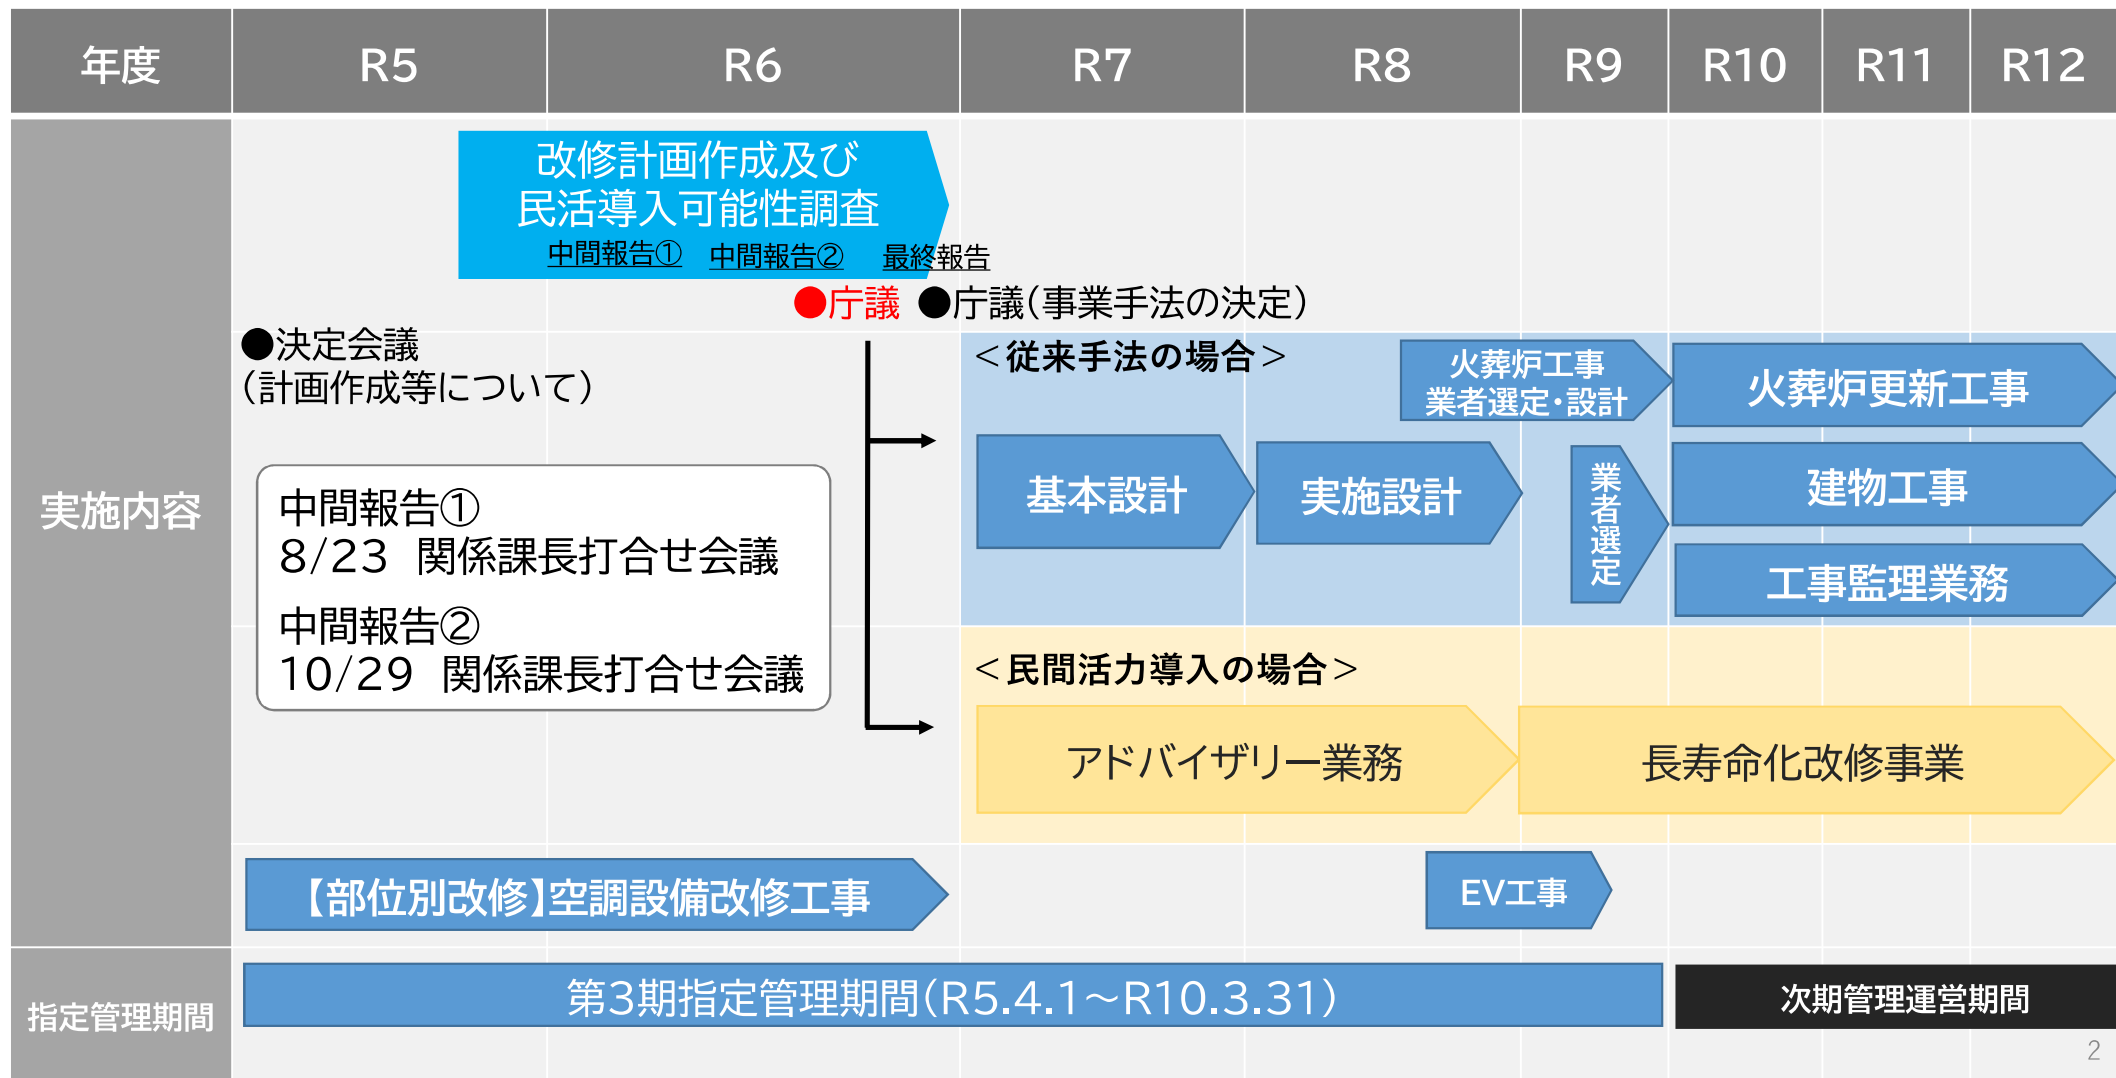 年度
R5
R6
R7
R8
R9
R10
R11
R12
実施内容
改修計画作成及び
民活導入可能性調査
中間報告①
中間報告②
最終報告
●庁議
●庁議（事業手法の決定）
●決定会議
（計画作成等について）
中間報告①
8/23　関係課長打合せ会議
中間報告②
10/29　関係課長打合せ会議
＜従来手法の場合＞
火葬炉工事
業者選定・設計
火葬炉更新工事
基本設計
実施設計
業者選定
建物工事
工事監理業務
＜民間活力導入の場合＞
アドバイザリー業務
長寿命化改修事業
【部位別改修】空調設備改修工事
EV工事
指定管理期間
第3期指定管理期間（R5.4.1～R10.3.31）
次期管理運営期間
2